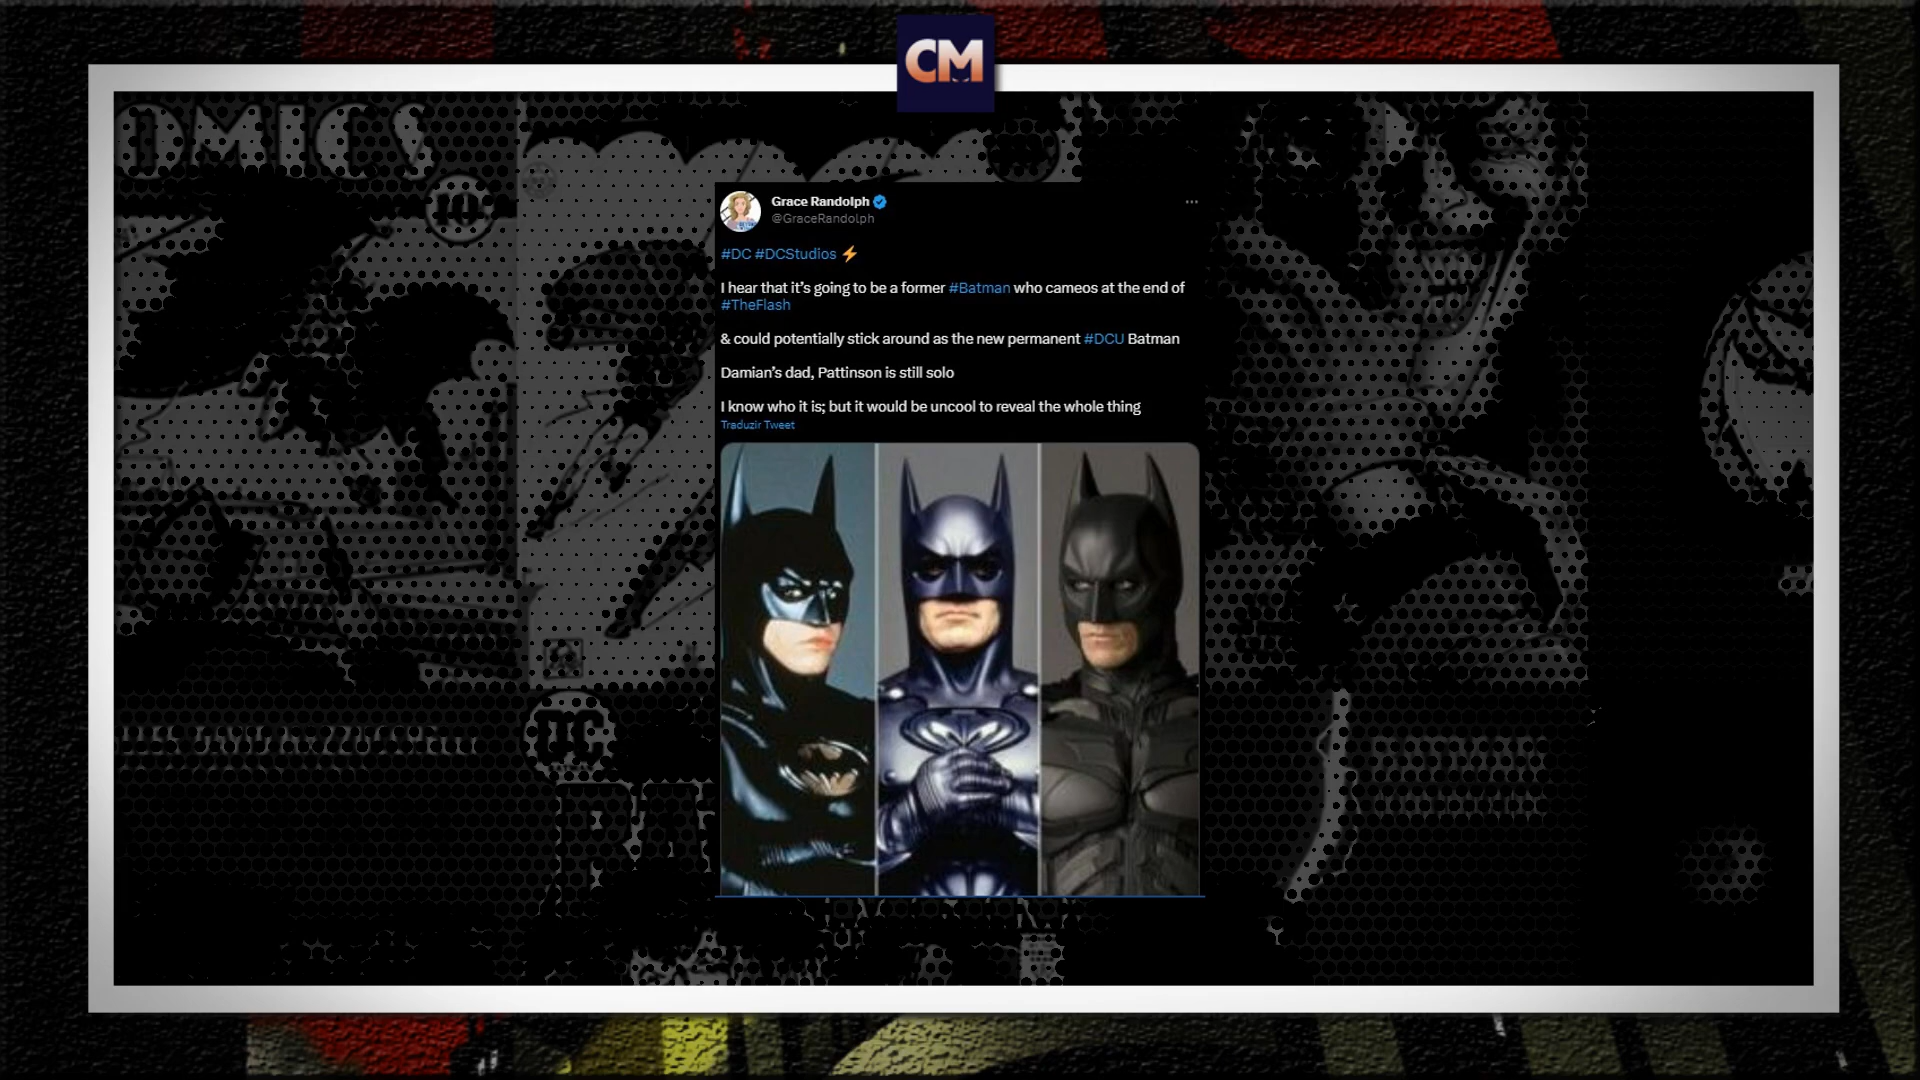 CM
OMICS
Grace Randolph
@GraceRandolph
#DC #DCStudios ⚡
I hear that it's going to be a former #Batman who cameos at the end of
#TheFlash
& could potentially stick around as the new permanent #DCU Batman
Damian's dad, Pattinson is still solo
I know who it is; but it would be uncool to reveal the whole thing
Traduzir Tweet